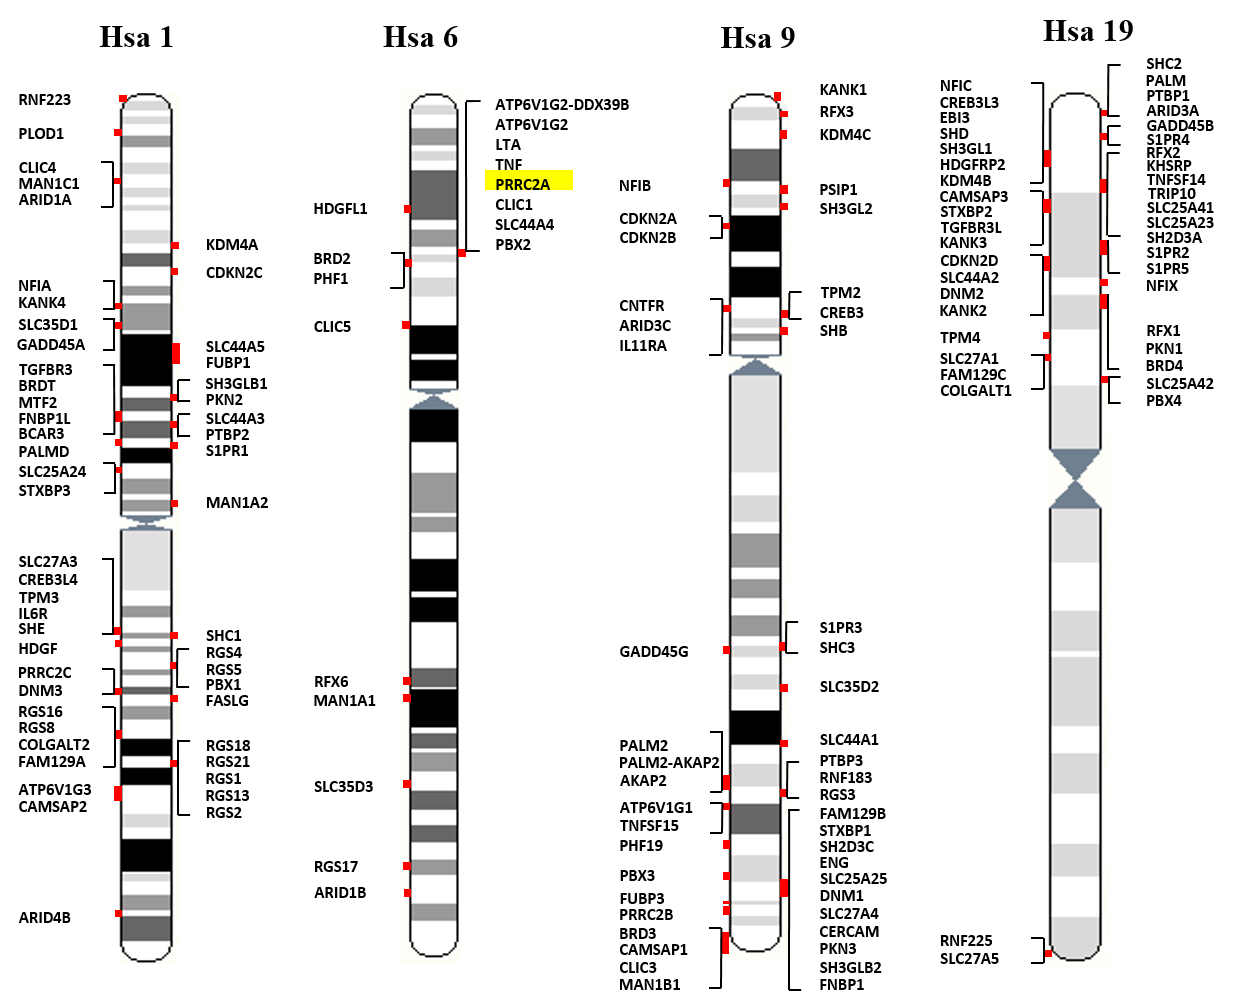 Hsa 1
RNF223
PLOD1
CLIC4
MAN1C1
ARID1A
NFIA
KANK4
SLC35D1
GADD45A
TGFBR3
BRDT
MTF2
FNBP1L
BCAR3
PALMD
SLC25A24
STXBP3
SLC27A3
CREB3L4
TPM3
IL6R
SHE
HDGF
PRRC2C
DNM3
RGS16
RGS8
COLGALT2
FAM129A
ATP6V1G3
CAMSAP2
ARID4B
KDM4A
CDKN2C
SLC44A5
FUBP1
SH3GLB1
PKN2
SLC44A3
PTBP2
S1PR1
MAN1A2
SHC1
RGS4
RGS5
PBX1
FASLG
RGS18
RGS21
RGS1
RGS13
RGS2
Hsa 6
HDGFL1
BRD2
PHF1
CLIC5
RFX6
MAN1A1
SLC35D3
RGS17
ARID1B
ATP6V1G2-DDX39B
ATP6V1G2
LTA
TNF
PRRC2A
CLIC1
SLC44A4
PBX2
Hsa 9
NFIB
CDKN2A
CDKN2B
CNTFR
ARID3C
IL11RA
GADD45G
PALM2
PALM2-AKAP2
AKAP2
ATP6V1G1
TNFSF15
PHF19
PBX3
FUBP3
PRRC2B
BRD3
CAMSAP1
CLIC3
MAN1B1
KANK1
RFX3
KDM4C
PSIP1
SH3GL2
TPM2
CREB3
SHB
S1PR3
SHC3
SLC35D2
SLC44A1
PTBP3
RNF183
RGS3
FAM129B
STXBP1
SH2D3C
ENG
SLC25A25
DNM1
SLC27A4
CERCAM
PKN3
SH3GLB2
FNBP1
Hsa 19
NFIC
CREB3L3
EBI3
SHD
SH3GL1
HDGFRP2
KDM4B
CAMSAP3
STXBP2
TGFBR3L
KANK3
CDKN2D
SLC44A2
DNM2
KANK2
TPM4
SLC27A1
FAM129C
COLGALT1
RNF225
SLC27A5
SHC2
PALM
PTBP1
ARID3A
GADD45B
S1PR4
RFX2
KHSRP
TNFSF14
TRIP10
SLC25A41
SLC25A23
SH2D3A
S1PR2
S1PR5
NFIX
RFX1
PKN1
BRD4
SLC25A42
PBX4